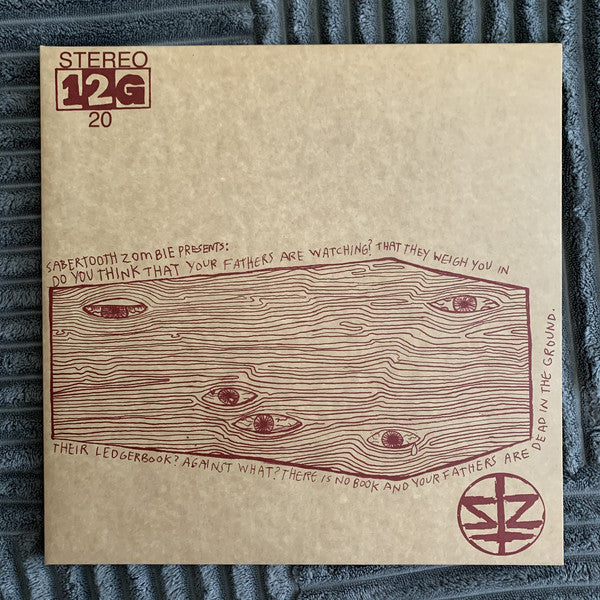 STEREO
12G
20
SABERTOOTH ZOMBIE PRESENTS:
DO YOU THINK THAT YOUR FATHERS ARE WATCHING? THAT THEY WEIGH YOU IN
THEIR LEDGERBOOK? AGAINST WHAT? THERE IS NO BOOK AND YOUR FATHERS ARE
DEAD IN THE GROUND.
SZ